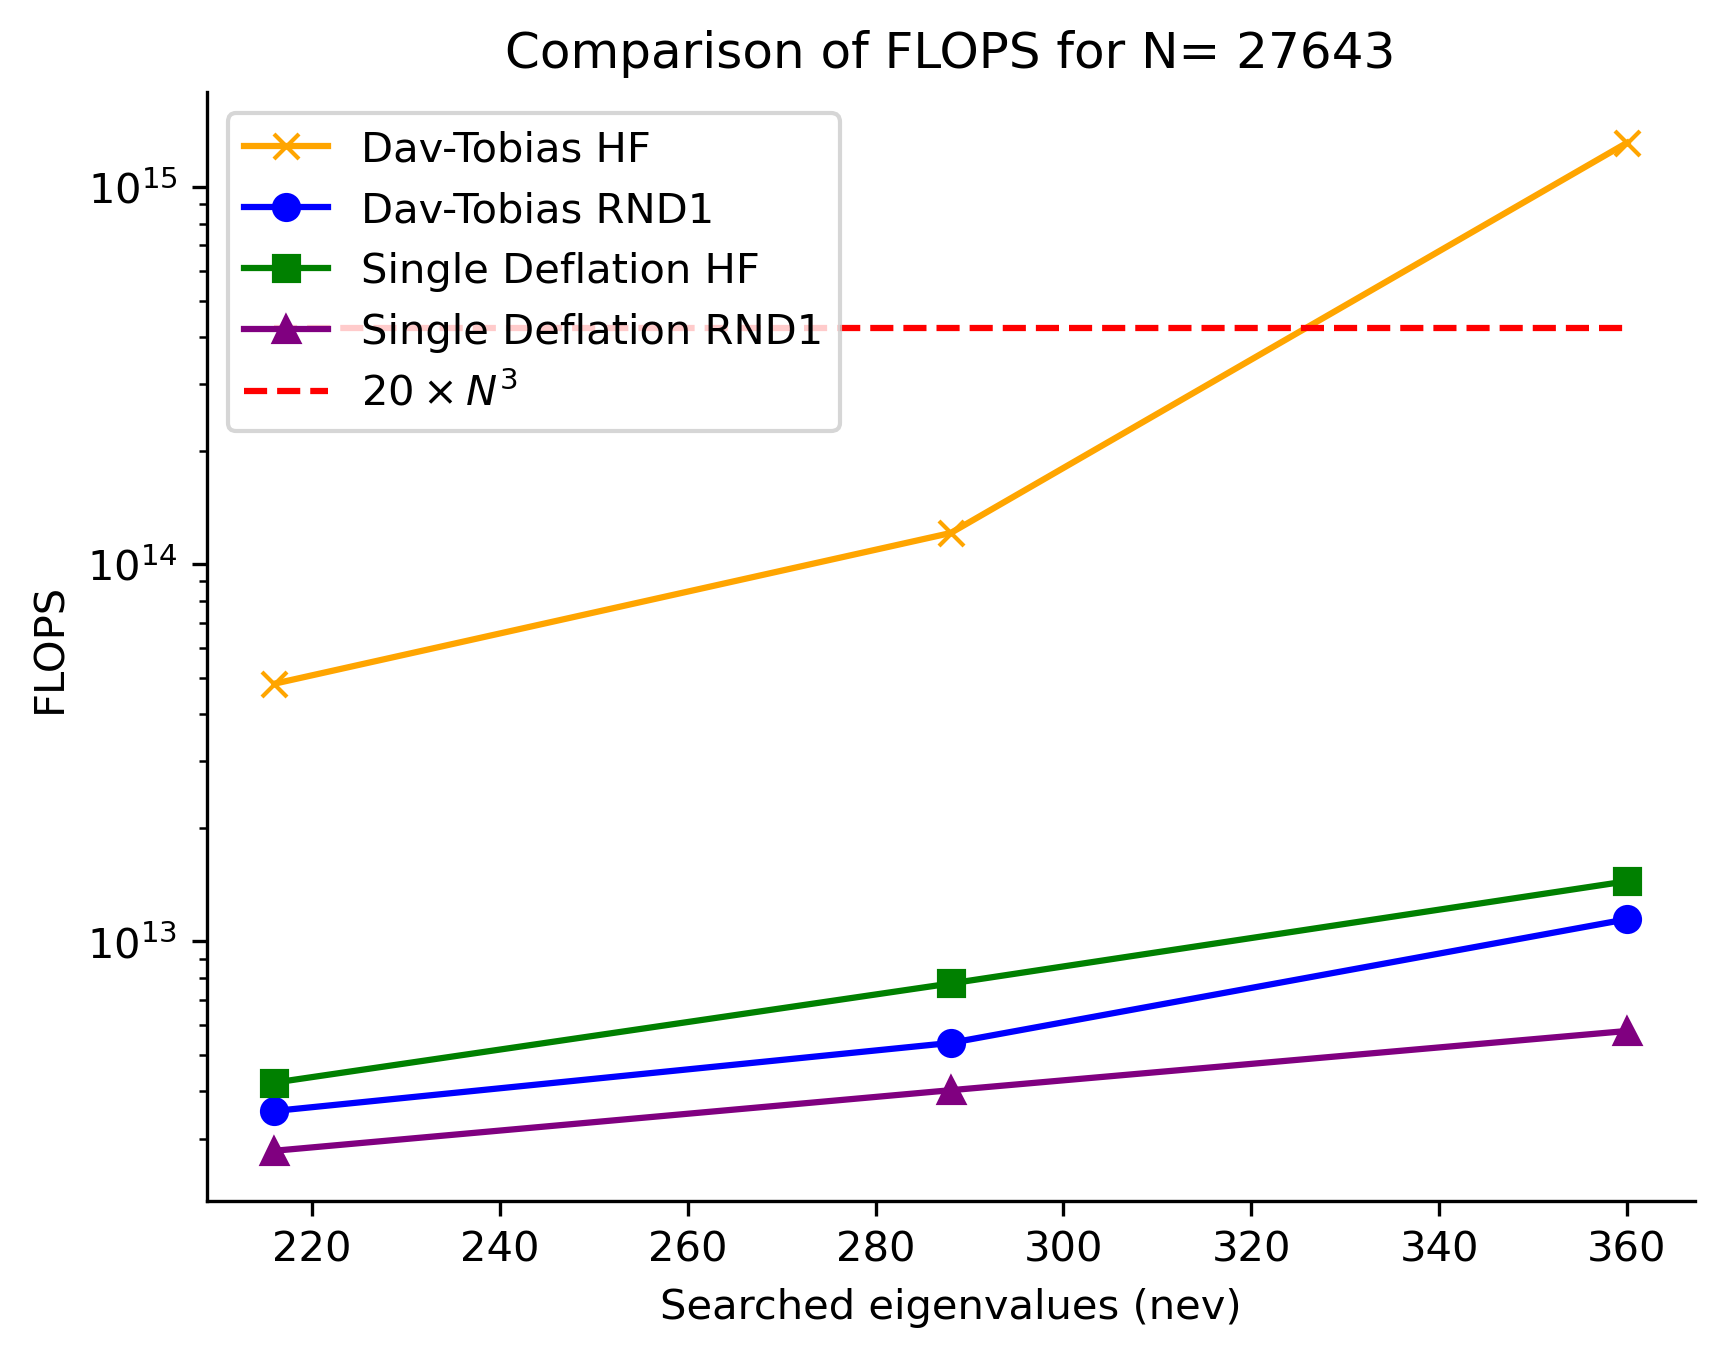 Comparison of FLOPS for N= 27643
Dav-Tobias HF
Dav-Tobias RND1
Single Deflation HF
Single Deflation RND1
20 × N³
10¹⁵
10¹⁴
10¹³
FLOPS
220 240 260 280 300 320 340 360
Searched eigenvalues (nev)